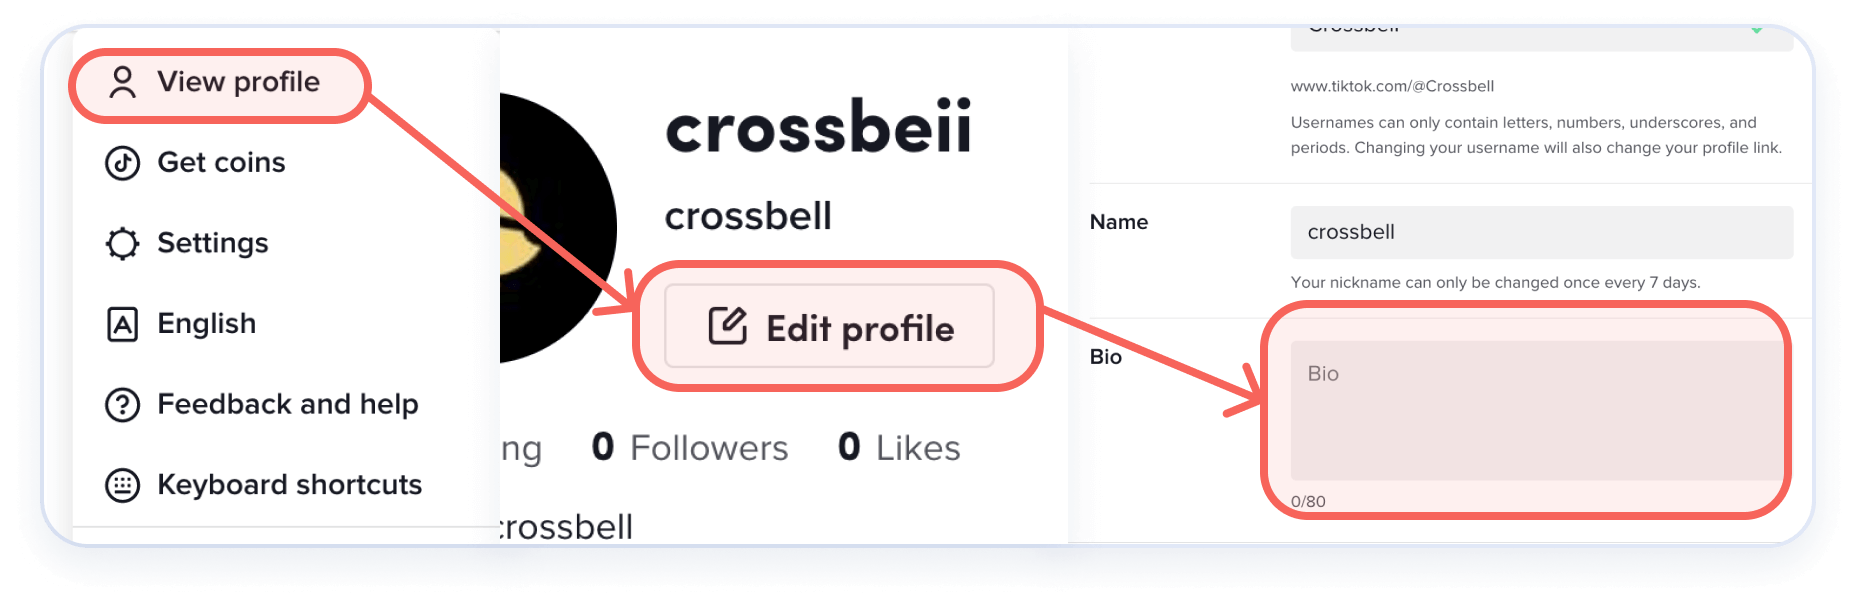 View profile
Get coins
Settings
English
Feedback and help
Keyboard shortcuts
crossbeii
crossbell
Edit profile
ng 0 Followers 0 Likes
crossbell
Crossbell
www.tiktok.com/@Crossbell
Usernames can only contain letters, numbers, underscores, and
periods. Changing your username will also change your profile link.
Name
crossbell
Your nickname can only be changed once every 7 days.
Bio
Bio
0/80